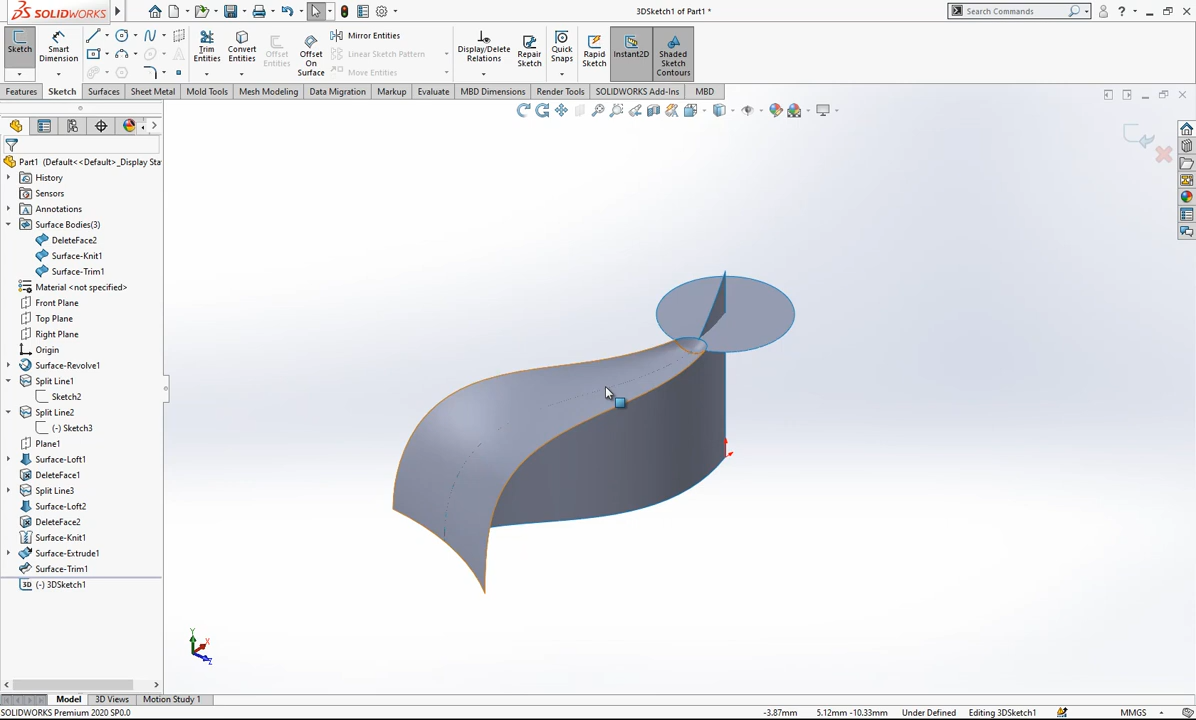 SOLIDWORKS
3DSketch1 of Part1 *
Search Commands
Sketch
Smart Dimension
Trim Entities
Convert Entities
Offset Entities
Offset On Surface
Mirror Entities
Linear Sketch Pattern
Move Entities
Display/Delete Relations
Repair Sketch
Quick Snaps
Rapid Sketch
Instant2D
Shaded Sketch Contours
Features Sketch Surfaces Sheet Metal Mold Tools Mesh Modeling Data Migration Markup Evaluate MBD Dimensions Render Tools SOLIDWORKS Add-Ins MBD
Part1 (Default<<Default>_Display Sta
History
Sensors
Annotations
Surface Bodies(3)
DeleteFace2
Surface-Knit1
Surface-Trim1
Material <not specified>
Front Plane
Top Plane
Right Plane
Origin
Surface-Revolve1
Split Line1
Sketch2
Split Line2
(-) Sketch3
Plane1
Surface-Loft1
DeleteFace1
Split Line3
Surface-Loft2
DeleteFace2
Surface-Knit1
Surface-Extrude1
Surface-Trim1
3D (-) 3DSketch1
Y
X
Z
Model 3D Views Motion Study 1
SOLIDWORKS Premium 2020 SP0.0
-3.87mm 5.12mm -10.33mm Under Defined Editing 3DSketch1 MMGS